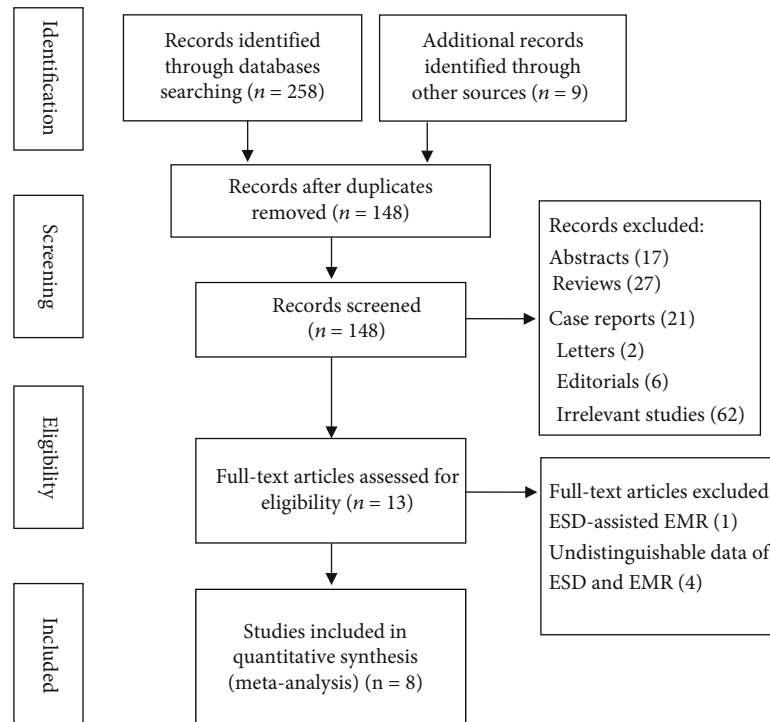 Identification
Records identified
through databases
searching (n = 258)
Additional records
identified through
other sources (n = 9)
Records after duplicates
removed (n = 148)
Screening
Records screened
(n = 148)
Records excluded:
Abstracts (17)
Reviews (27)
Case reports (21)
Letters (2)
Editorials (6)
Irrelevant studies (62)
Eligibility
Full-text articles assessed for
eligibility (n = 13)
Full-text articles excluded:
ESD-assisted EMR (1)
Undistinguishable data of
ESD and EMR (4)
Included
Studies included in
quantitative synthesis
(meta-analysis) (n = 8)